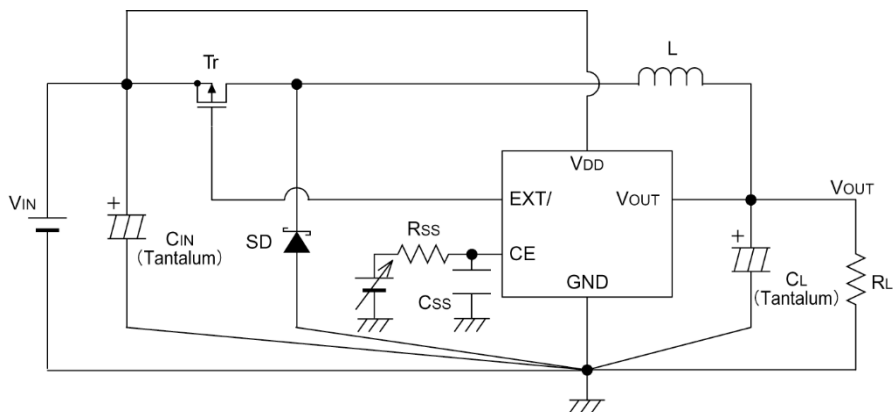 Tr
L
VDD
VIN
+
CIN
(Tantalum)
SD
EXT/
VOUT
VOUT
RSS
CE
CSS
GND
+
CL
(Tantalum)
RL